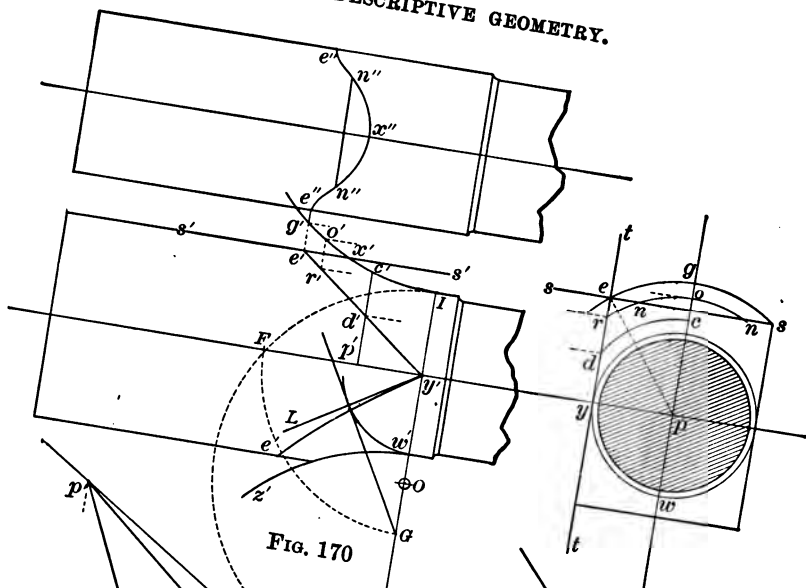 DESCRIPTIVE GEOMETRY.
e''
n''
x''
e''
n''
g'
o'
s'
x'
e'
c'
s'
r'
I
d'
F
p'
y'
L
e'
w'
z'
O
G
p'
FIG. 170
t
g
s
e
o
r
n
c
n
s
d
y
p
w
t